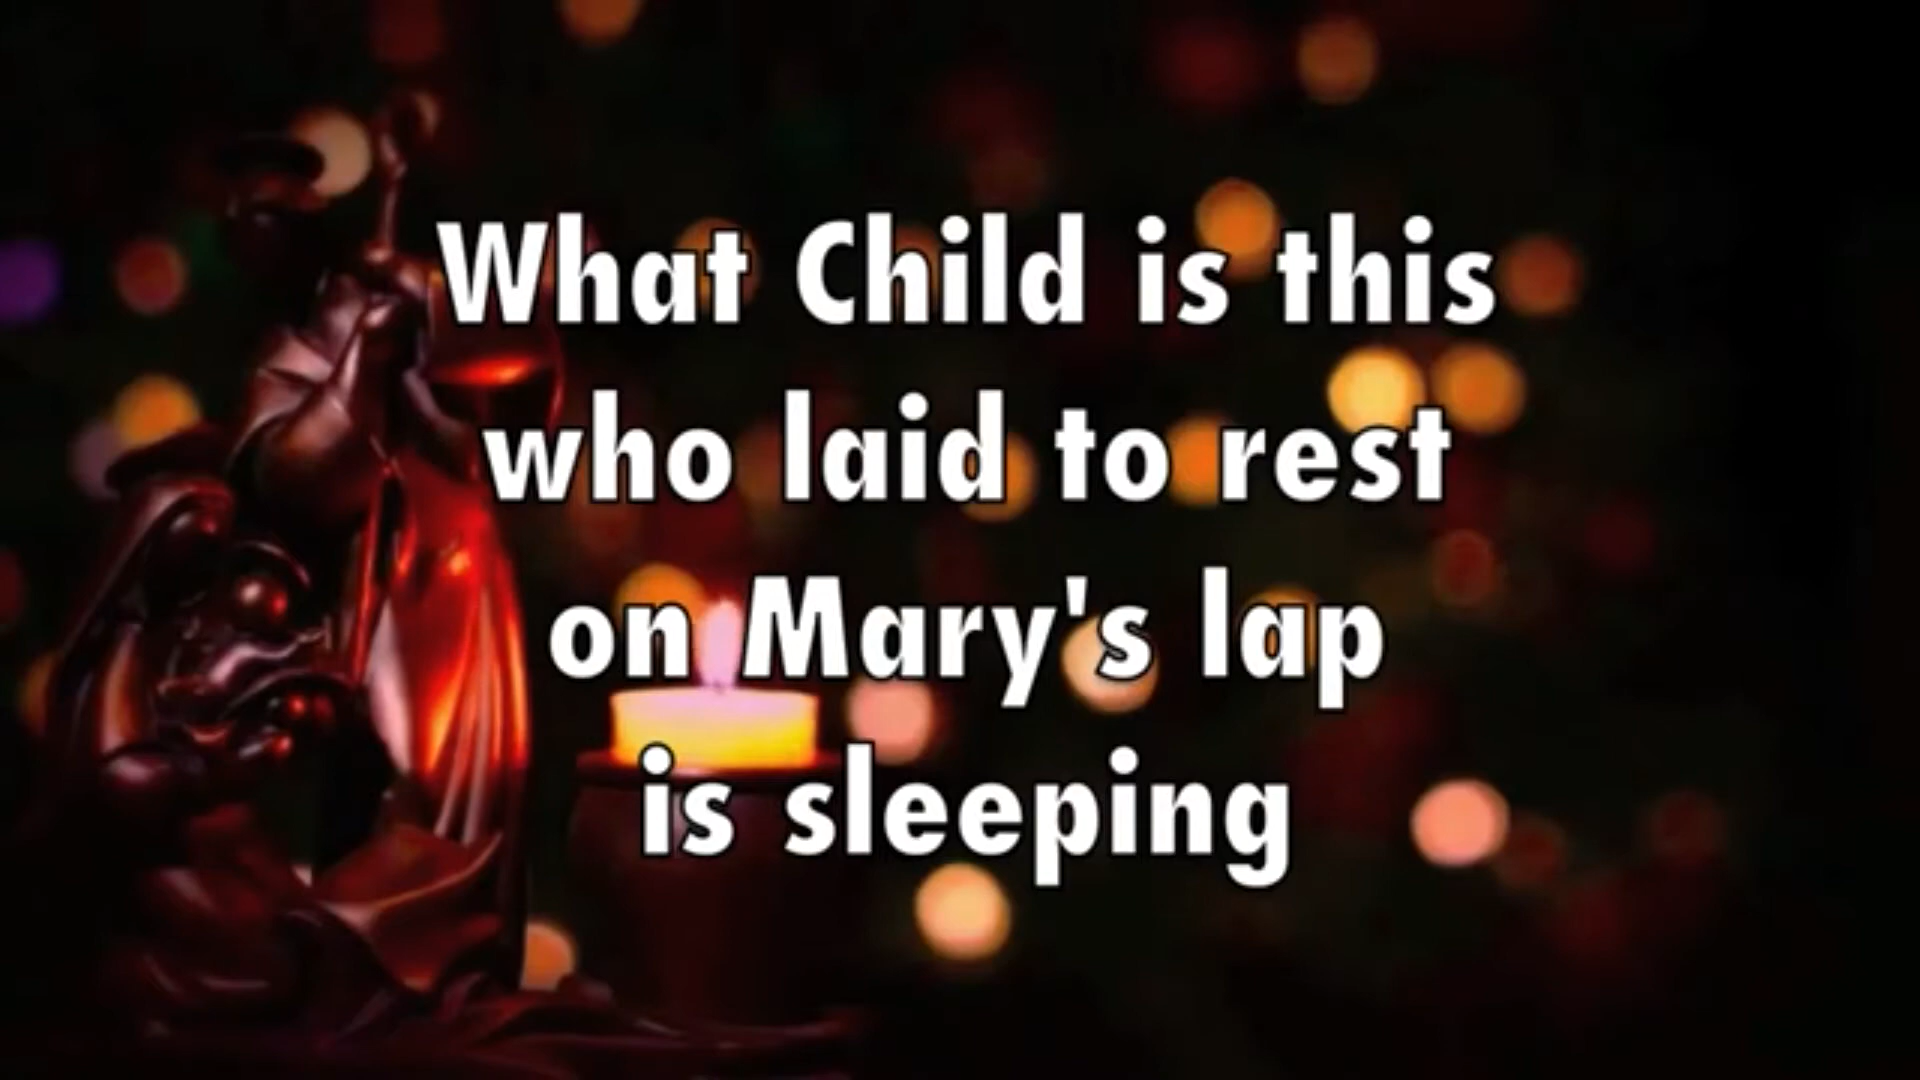 What Child is this
who laid to rest
on Mary's lap
is sleeping